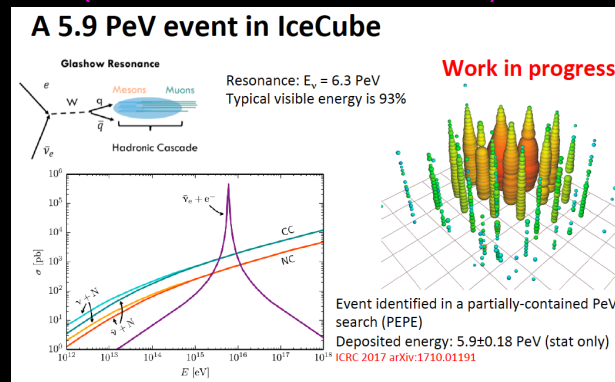 A 5.9 PeV event in IceCube
Glashow Resonance
e
W
q
q̄
ν̄ₑ
Mesons
Muons
Hadronic Cascade
Resonance: Eᵥ = 6.3 PeV
Typical visible energy is 93%
Work in progress
10⁶
10⁵
10⁴
10³
10²
10¹
10⁰
σ [pb]
ν̄ₑ + e⁻
CC
NC
ν + N
ν̄ + N
10¹² 10¹³ 10¹⁴ 10¹⁵ 10¹⁶ 10¹⁷ 10¹⁸
E [eV]
Event identified in a partially-contained PeV
search (PEPE)
Deposited energy: 5.9±0.18 PeV (stat only)
ICRC 2017 arXiv:1710.01191